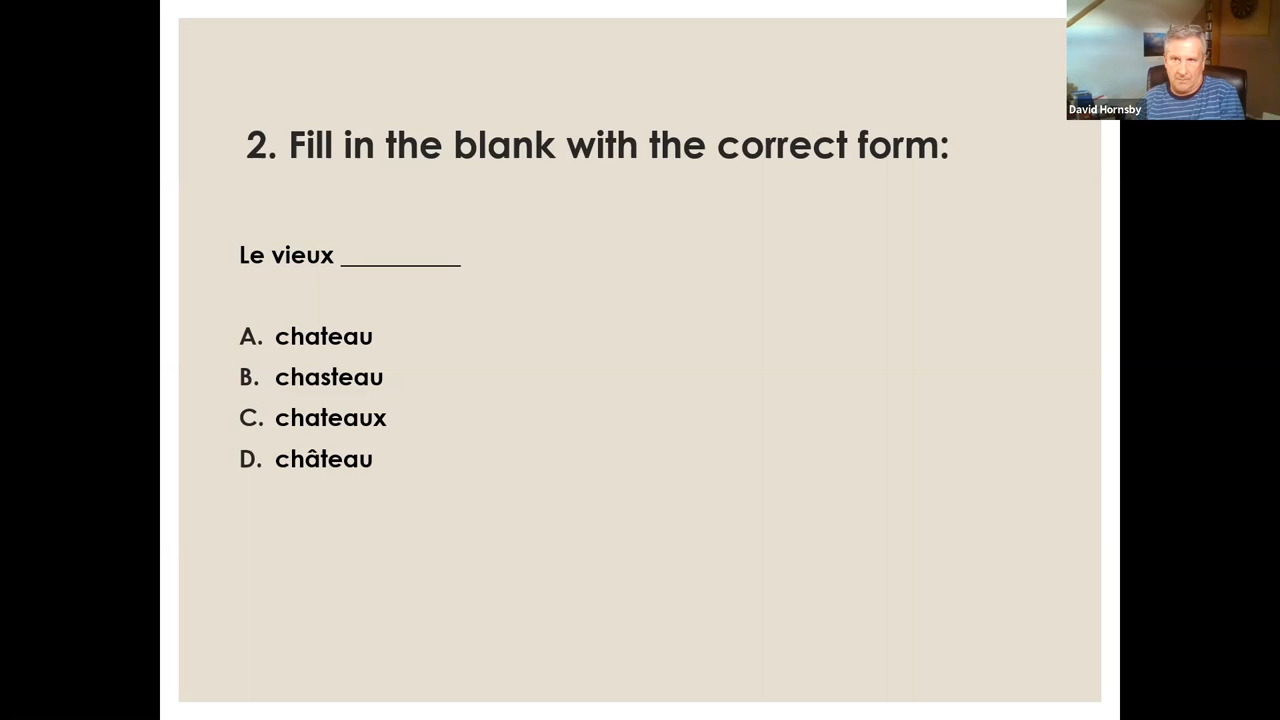 David Hornsby
2. Fill in the blank with the correct form:
Le vieux __________
A. chateau
B. chasteau
C. chateaux
D. château